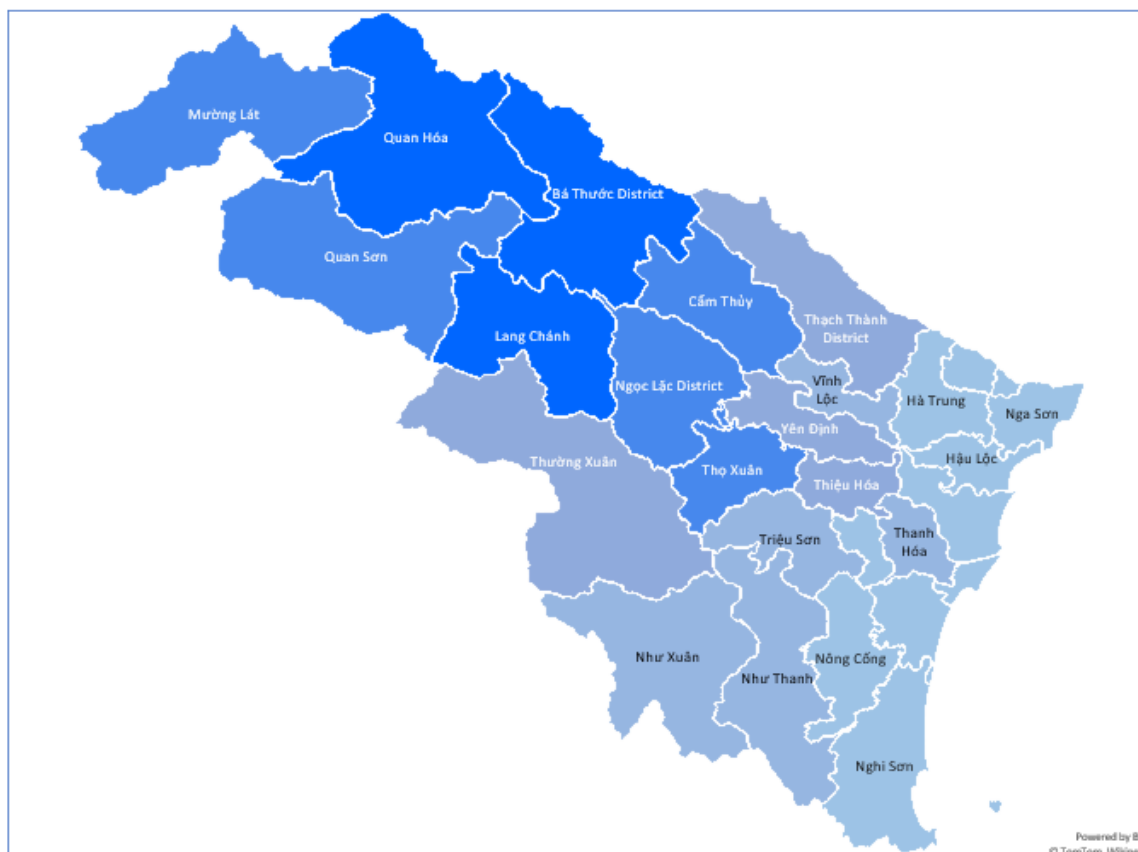 Mường Lát
Quan Hóa
Bá Thước District
Quan Sơn
Cẩm Thủy
Thạch Thành
District
Lang Chánh
Ngọc Lặc District
Vĩnh
Lộc
Hà Trung
Nga Sơn
Yên Định
Hậu Lộc
Thường Xuân
Thọ Xuân
Thiệu Hóa
Triệu Sơn
Thanh
Hóa
Như Xuân
Nông Cống
Như Thanh
Nghi Sơn
Powered by B
© TomTom, Wikip